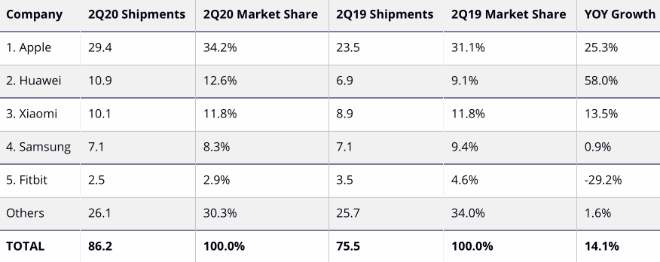 Company 2Q20 Shipments 2Q20 Market Share 2Q19 Shipments 2Q19 Market Share YOY Growth
1. Apple 29.4 34.2% 23.5 31.1% 25.3%
2. Huawei 10.9 12.6% 6.9 9.1% 58.0%
3. Xiaomi 10.1 11.8% 8.9 11.8% 13.5%
4. Samsung 7.1 8.3% 7.1 9.4% 0.9%
5. Fitbit 2.5 2.9% 3.5 4.6% -29.2%
Others 26.1 30.3% 25.7 34.0% 1.6%
TOTAL 86.2 100.0% 75.5 100.0% 14.1%